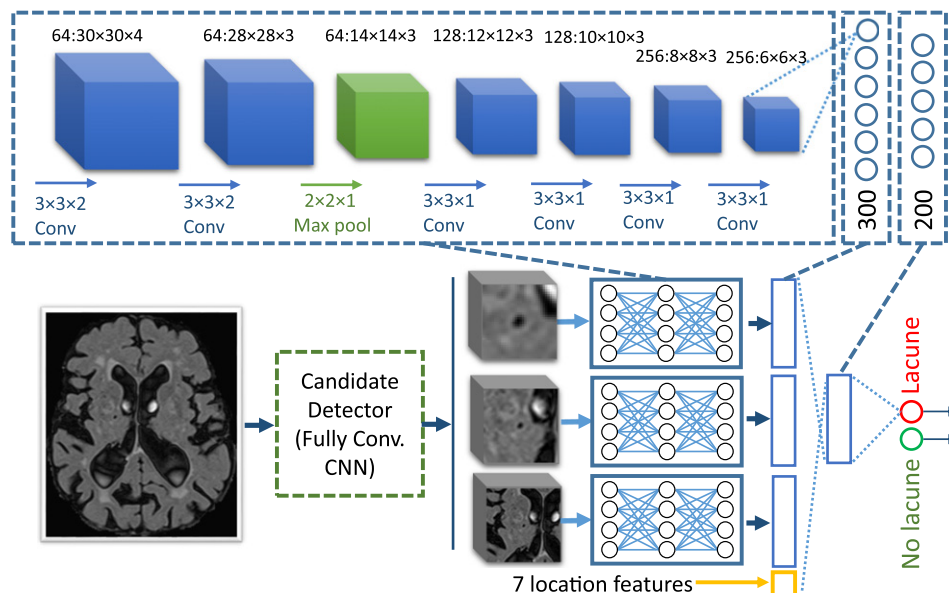 64:30×30×4
64:28×28×3
64:14×14×3
128:12×12×3
128:10×10×3
256:8×8×3
256:6×6×3
3×3×2
Conv
3×3×2
Conv
2×2×1
Max pool
3×3×1
Conv
3×3×1
Conv
3×3×1
Conv
3×3×1
Conv
300
200
Candidate
Detector
(Fully Conv.
CNN)
Lacune
No lacune
7 location features